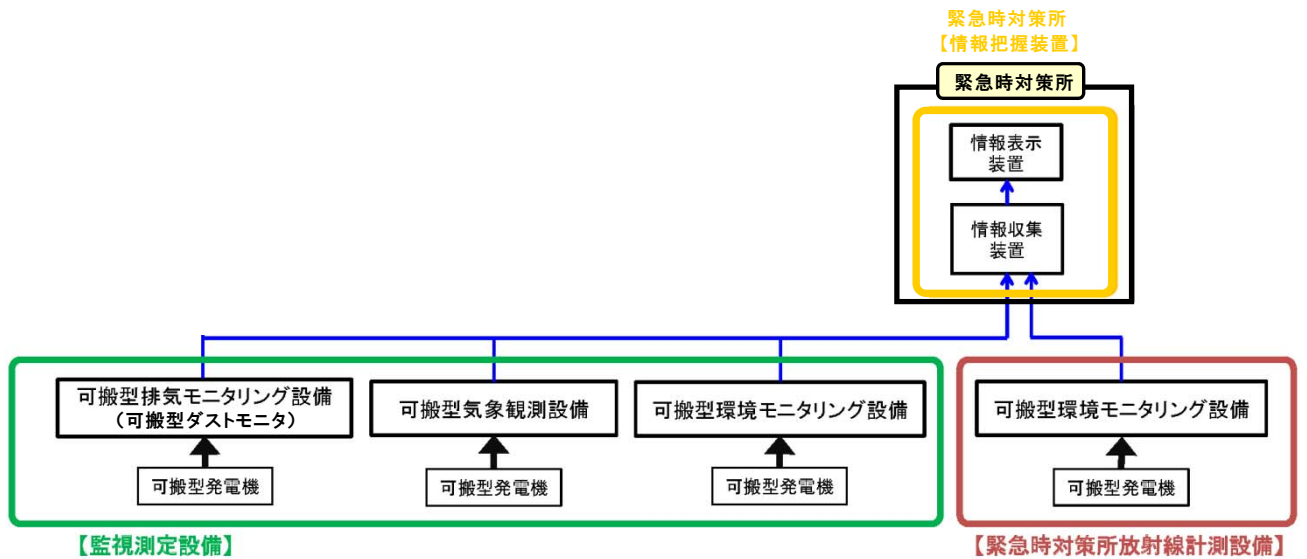 緊急時対策所
【情報把握装置】
緊急時対策所
情報表示
装置
情報収集
装置
可搬型排気モニタリング設備
（可搬型ダストモニタ）
可搬型気象観測設備
可搬型環境モニタリング設備
可搬型環境モニタリング設備
可搬型発電機
可搬型発電機
可搬型発電機
可搬型発電機
【監視測定設備】
【緊急時対策所放射線計測設備】